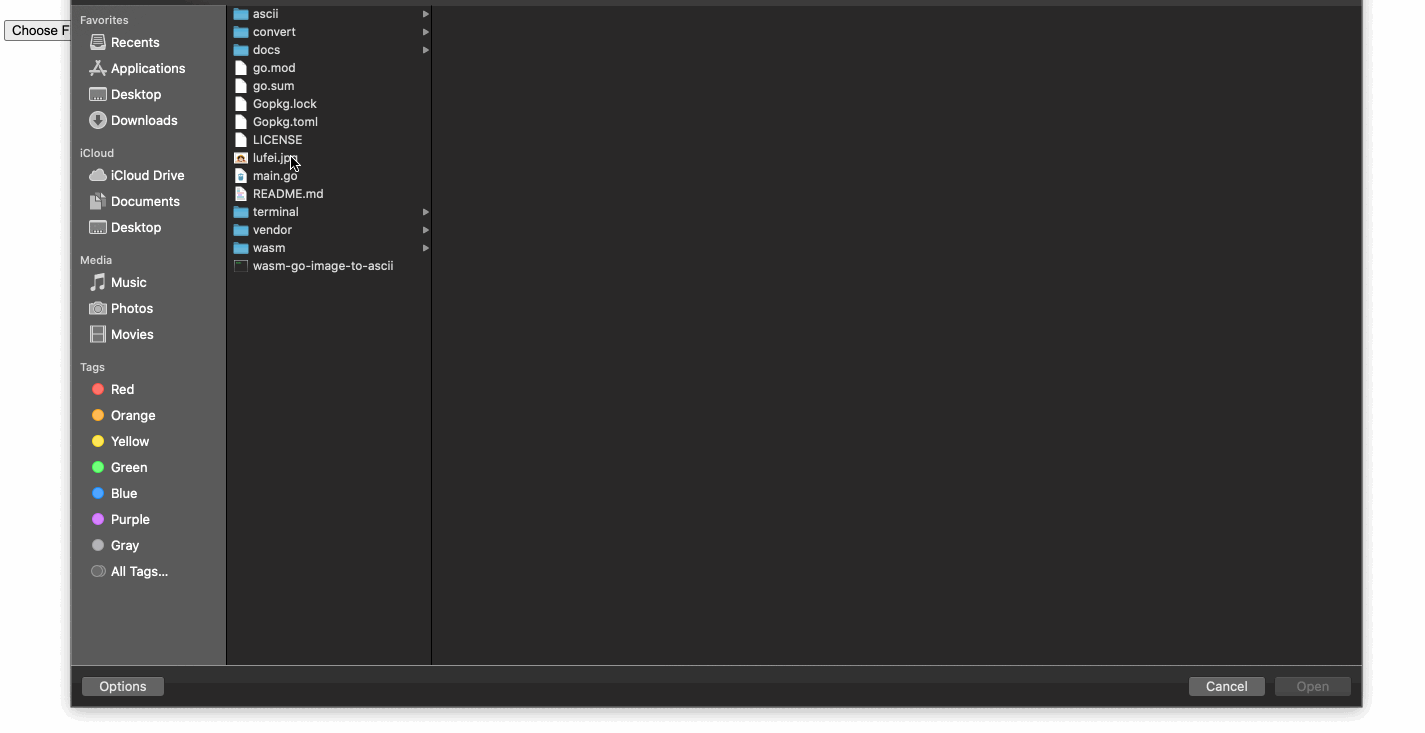 Choose F
Favorites
Recents
Applications
Desktop
Downloads
iCloud
iCloud Drive
Documents
Desktop
Media
Music
Photos
Movies
Tags
Red
Orange
Yellow
Green
Blue
Purple
Gray
All Tags...
ascii
convert
docs
go.mod
go.sum
Gopkg.lock
Gopkg.toml
LICENSE
lufei.jpg
main.go
README.md
terminal
vendor
wasm
wasm-go-image-to-ascii
Options
Cancel
Open